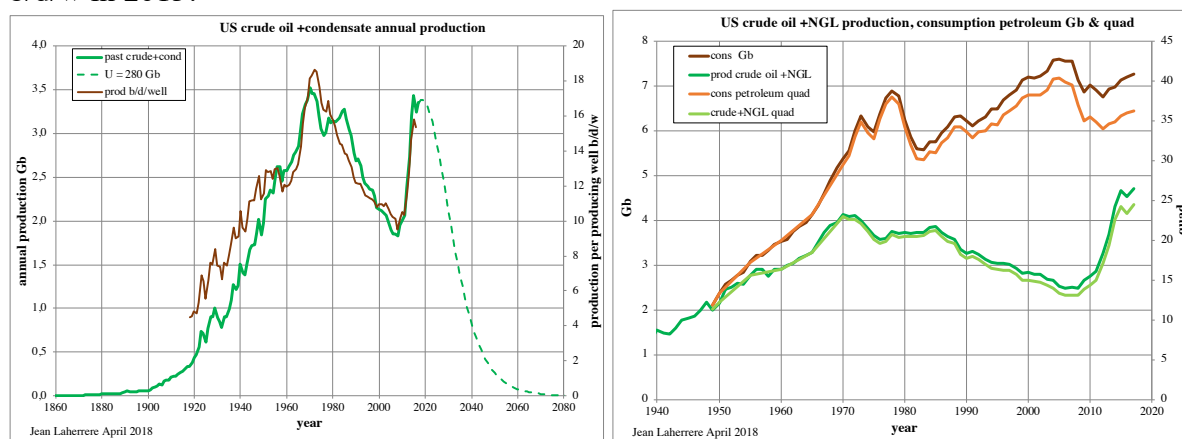 US crude oil +condensate annual production
past crude+cond
U = 280 Gb
prod b/d/well
annual production Gb
4,0
3,5
3,0
2,5
2,0
1,5
1,0
0,5
0,0
20
18
16
14
12
10
8
6
4
2
0
production per producing well b/d/w
1860 1880 1900 1920 1940 1960 1980 2000 2020 2040 2060 2080
year
Jean Laherrere April 2018
US crude oil +NGL production, consumption petroleum Gb & quad
cons Gb
prod crude oil +NGL
cons petroleum quad
crude+NGL quad
Gb
8
7
6
5
4
3
2
1
0
45
40
35
30
25
20
15
10
5
0
quad
1940 1950 1960 1970 1980 1990 2000 2010 2020
year
Jean Laherrere April 2018